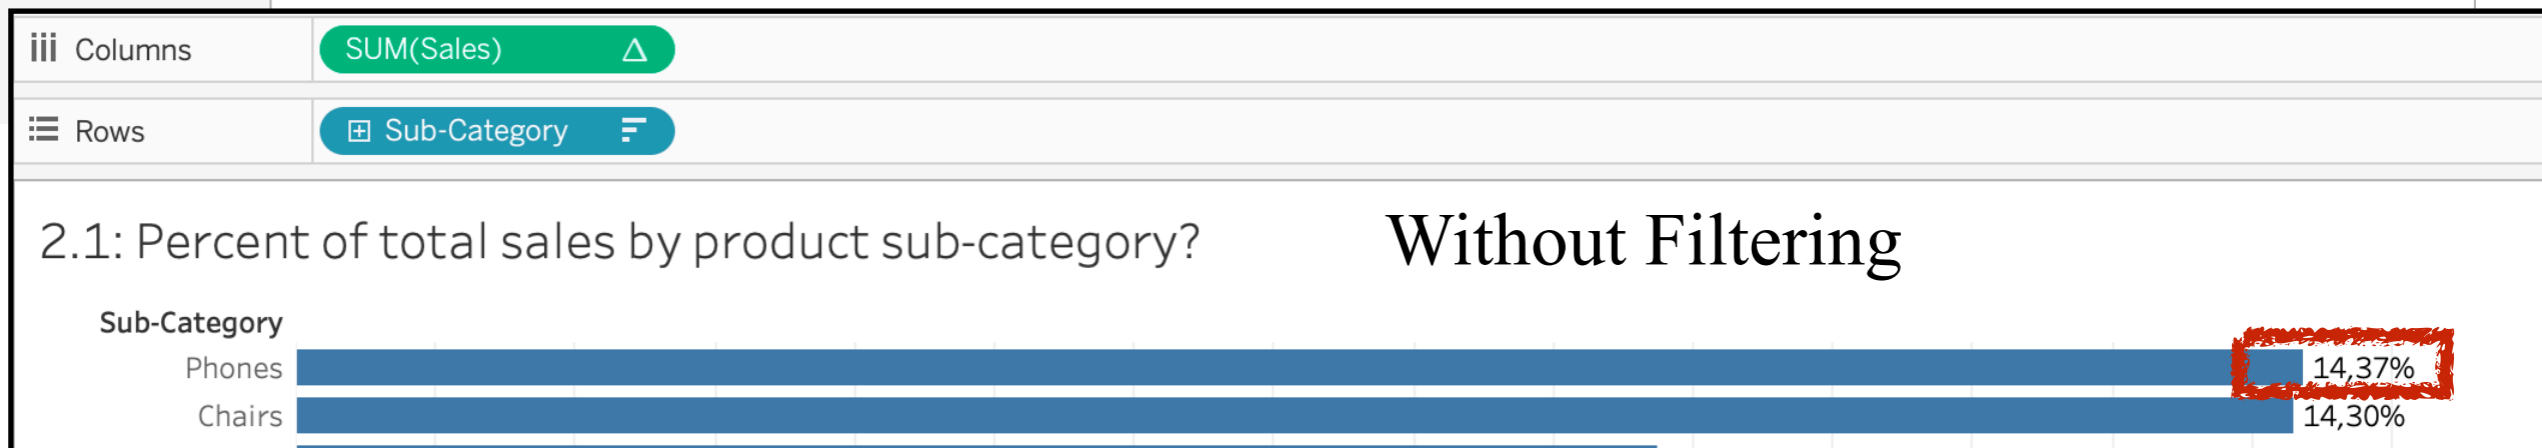 Columns SUM(Sales) Δ
Rows Sub-Category
2.1: Percent of total sales by product sub-category? Without Filtering
Sub-Category
Phones 14,37%
Chairs 14,30%